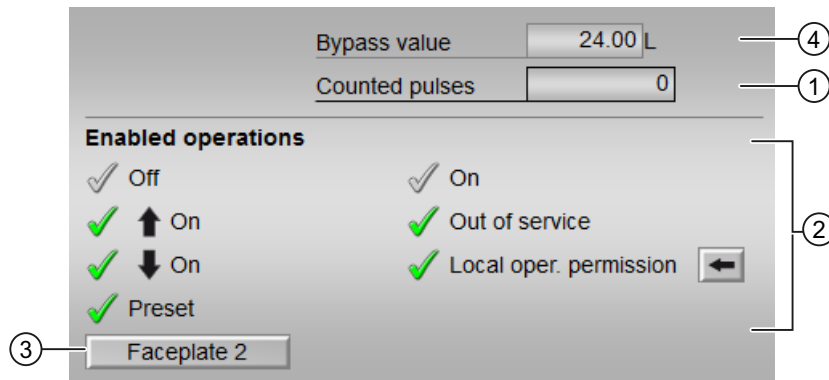 Bypass value 24.00 L 4
Counted pulses 0 1
Enabled operations
Off On
On Out of service
2
On Local oper. permission
Preset
3 Faceplate 2